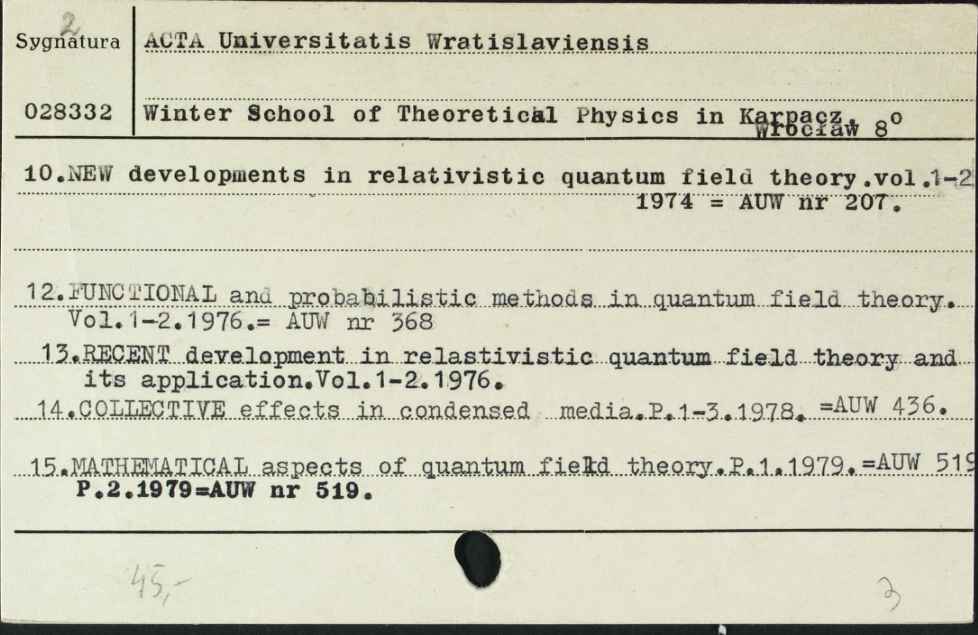 2
Sygnatura
ACTA Universitatis Wratislaviensis
028332
Winter School of Theoretical Physics in Karpacz.
Wrocław 8°
10.NEW developments in relativistic quantum field theory.vol.1-2
1974 = AUW nr 207.
12.FUNCTIONAL and probabilistic methods in quantum field theory.
Vol.1-2.1976.= AUW nr 368
13.RECENT development in relastivistic quantum field theory and
its application.Vol.1-2.1976.
14.COLLECTIVE effects in condensed media.P.1-3.1978. =AUW 436.
15.MATHEMATICAL aspects of quantum field theory.P.1.1979.=AUW 519
P.2.1979=AUW nr 519.
45,-
3